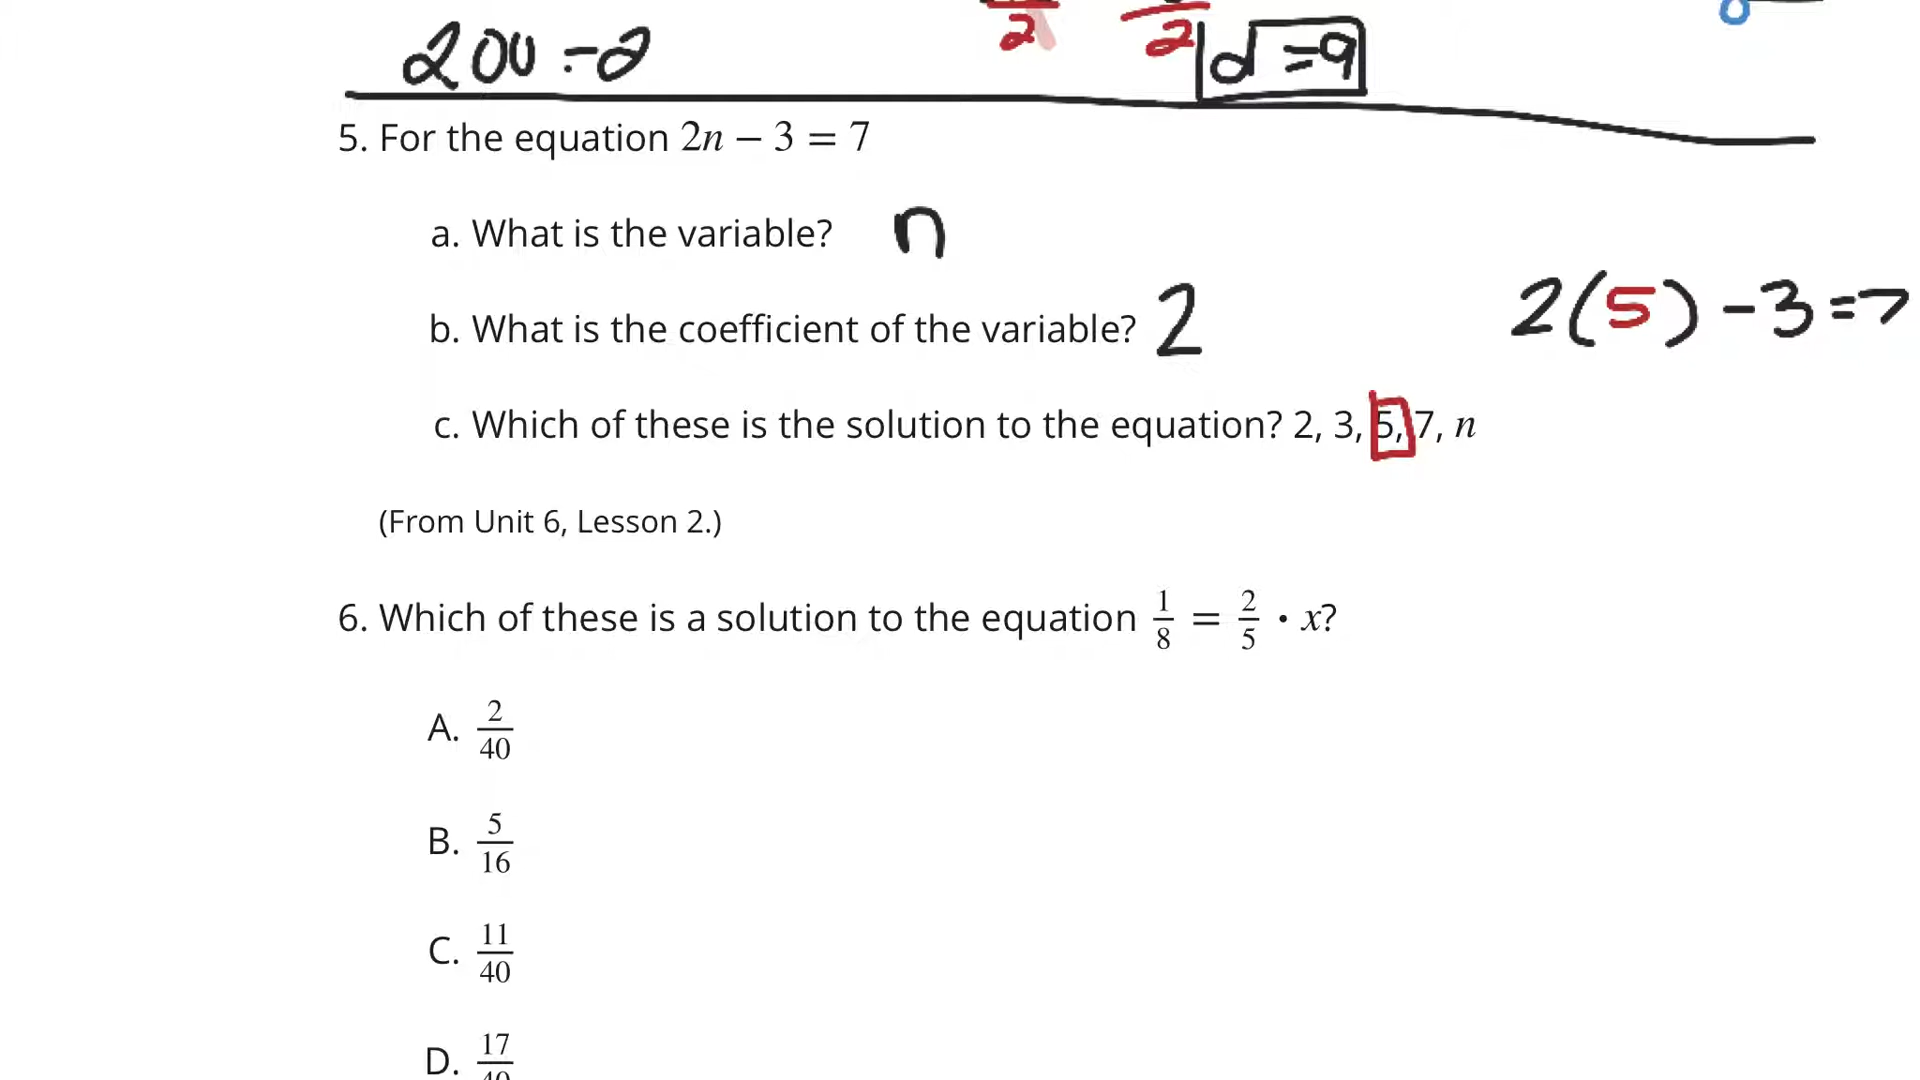 200 ÷ 2
2 2 d = 9
5. For the equation 2n − 3 = 7
a. What is the variable? n
b. What is the coefficient of the variable? 2
2(5) - 3 = 7
c. Which of these is the solution to the equation? 2, 3, 5, 7, n
(From Unit 6, Lesson 2.)
6. Which of these is a solution to the equation 1/8 = 2/5 · x?
A. 2/40
B. 5/16
C. 11/40
D. 17/40